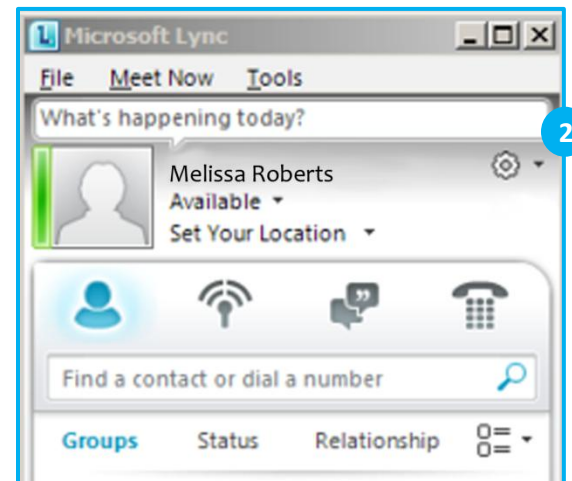 Microsoft Lync
File Meet Now Tools
What's happening today?
2
Melissa Roberts
Available
Set Your Location
Find a contact or dial a number
Groups Status Relationship